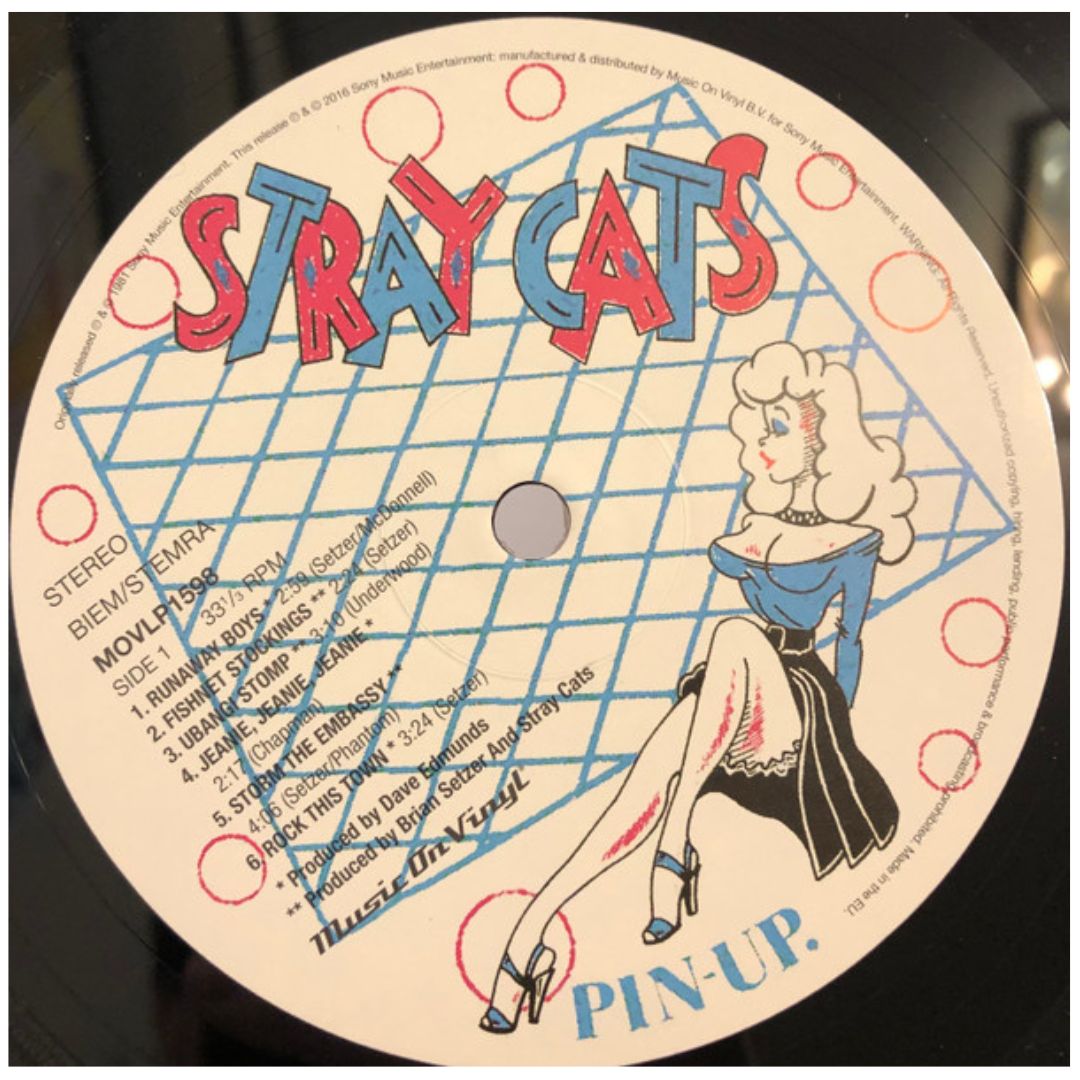 Originally released ℗ & © 1981 Sony Music Entertainment. This release ℗ & © 2016 Sony Music Entertainment; manufactured & distributed by Music On Vinyl B.V. for Sony Music Entertainment. WARNING: All Rights Reserved. Unauthorized copying, hiring, lending, public performance & broadcasting prohibited. Made in the EU.
STRAY CATS
STEREO
BIEM/STEMRA
MOVLP1598
SIDE 1 33⅓ RPM
1. RUNAWAY BOYS * 2:59 (Setzer/McDonnell)
2. FISHNET STOCKINGS ** 2:24 (Setzer)
3. UBANGI STOMP ** 3:10 (Underwood)
4. JEANIE, JEANIE, JEANIE *
2:17 (Chapman)
5. STORM THE EMBASSY **
4:06 (Setzer/Phantom)
6. ROCK THIS TOWN * 3:24 (Setzer)
* Produced by Dave Edmunds
** Produced by Brian Setzer And Stray Cats
Music On Vinyl
PIN-UP.